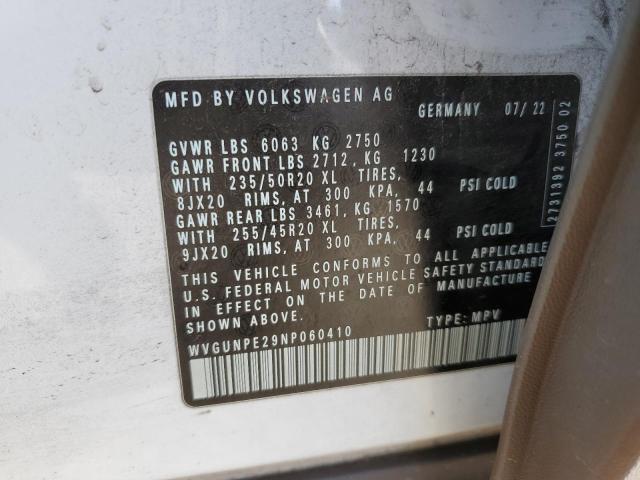 MFD BY VOLKSWAGEN AG
GERMANY 07/ 22
GVWR LBS 6063 KG 2750
GAWR FRONT LBS 2712, KG 1230
WITH 235/50R20 XL TIRES,
8JX20 RIMS, AT 300 KPA, 44 PSI COLD
GAWR REAR LBS 3461, KG 1570
WITH 255/45R20 XL TIRES,
9JX20 RIMS, AT 300 KPA, 44 PSI COLD
THIS VEHICLE CONFORMS TO ALL APPLICABLE
U.S. FEDERAL MOTOR VEHICLE SAFETY STANDARD
IN EFFECT ON THE DATE OF MANUFACTURE
SHOWN ABOVE.
WVGUNPE29NP060410 TYPE: MPV
2731392 3750 02